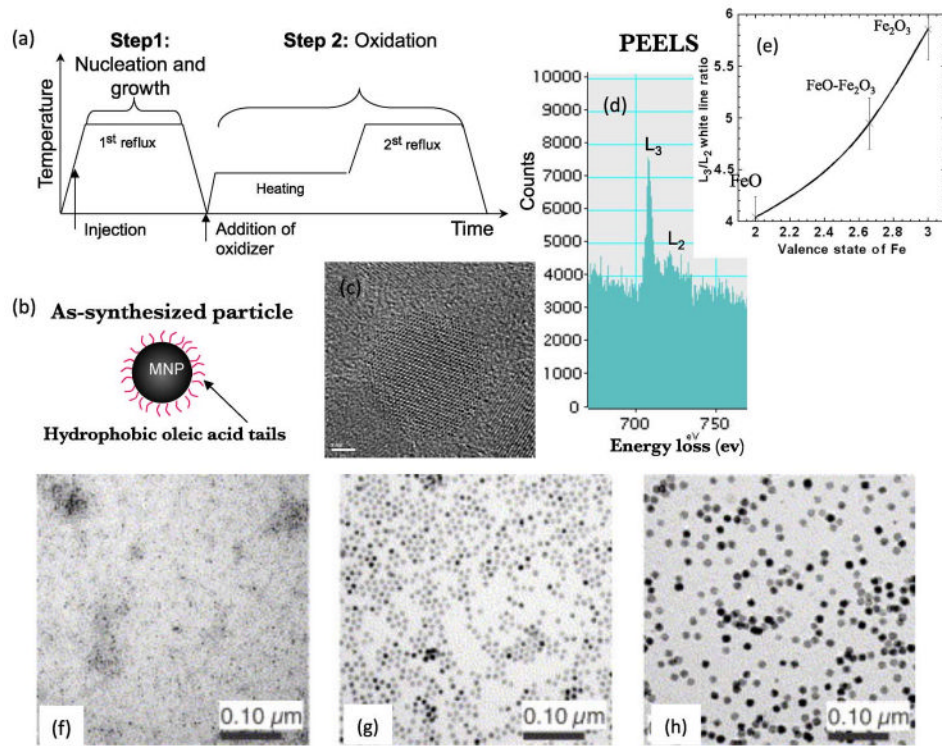 (a)
Step1:
Nucleation and
growth
Step 2: Oxidation
Temperature
1st reflux
2nd reflux
Heating
Injection
Addition of
oxidizer
Time
PEELS
(d)
L3
L2
Counts
10000
9000
8000
7000
6000
5000
4000
3000
2000
1000
0
700
750
eV
Energy loss (ev)
(e)
L3/L2 white line ratio
6
5.5
5
4.5
4
Fe2O3
FeO-Fe2O3
FeO
2
2.2
2.4
2.6
2.8
3
Valence state of Fe
(b)
As-synthesized particle
MNP
Hydrophobic oleic acid tails
(c)
(f)
0.10 µm
(g)
0.10 µm
(h)
0.10 µm